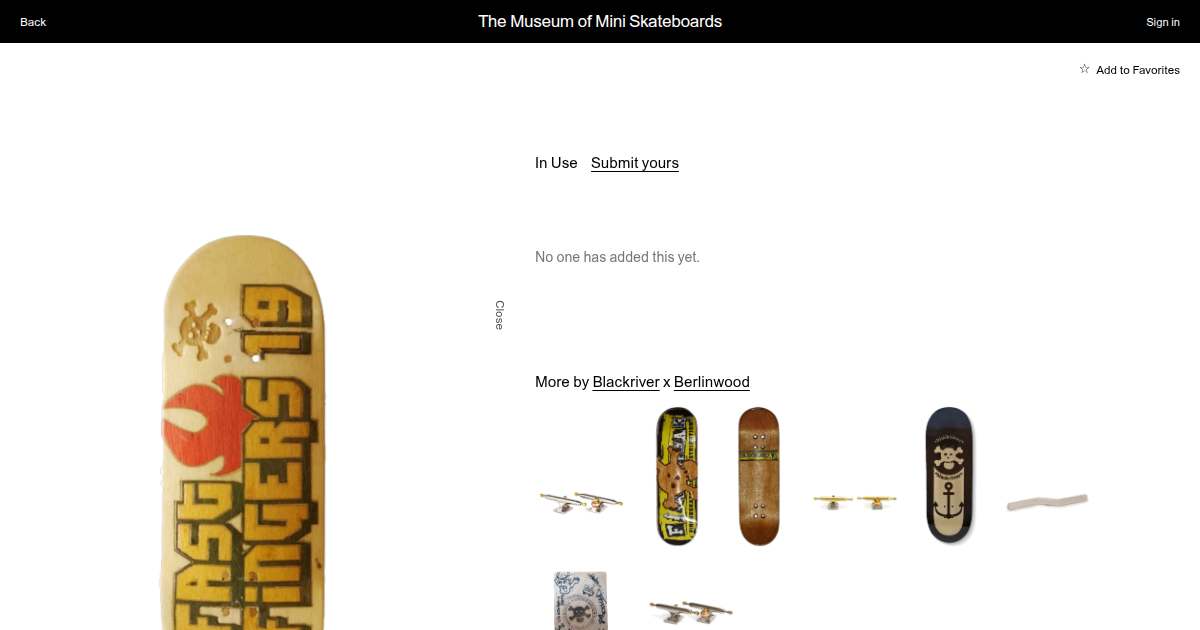 Back
The Museum of Mini Skateboards
Sign in
☆ Add to Favorites
In Use Submit yours
No one has added this yet.
Close
19
FINGERS
More by Blackriver x Berlinwood